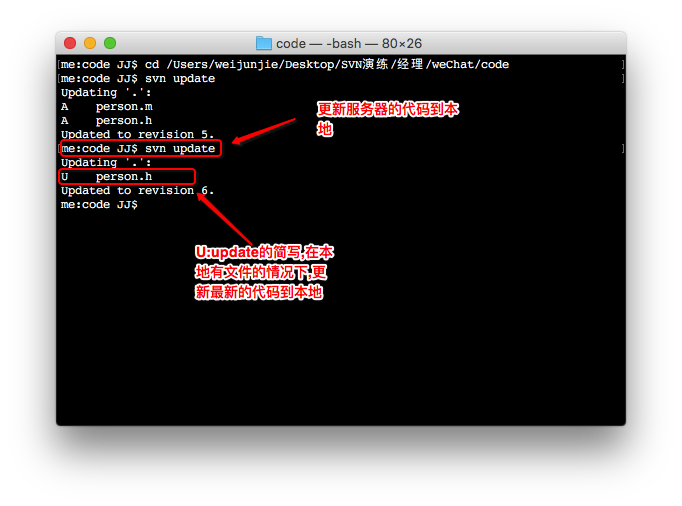 code — -bash — 80×26
[me:code JJ$ cd /Users/weijunjie/Desktop/SVN演练/经理/weChat/code ]
[me:code JJ$ svn update ]
Updating '.':
A    person.m
A    person.h
Updated to revision 5.
[me:code JJ$ svn update ]
Updating '.':
U    person.h
Updated to revision 6.
me:code JJ$
更新服务器的代码到本
地
U:update的简写,在本
地有文件的情况下,更
新最新的代码到本地